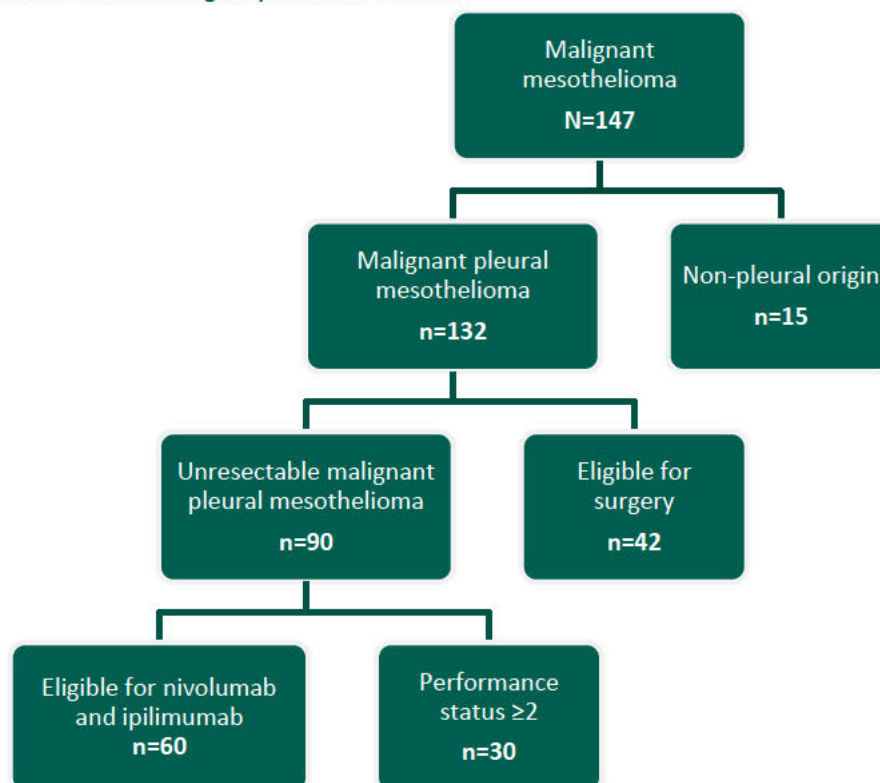 Malignant
mesothelioma
N=147
Malignant pleural
mesothelioma
n=132
Non-pleural origin
n=15
Unresectable malignant
pleural mesothelioma
n=90
Eligible for
surgery
n=42
Eligible for nivolumab
and ipilimumab
n=60
Performance
status ≥2
n=30